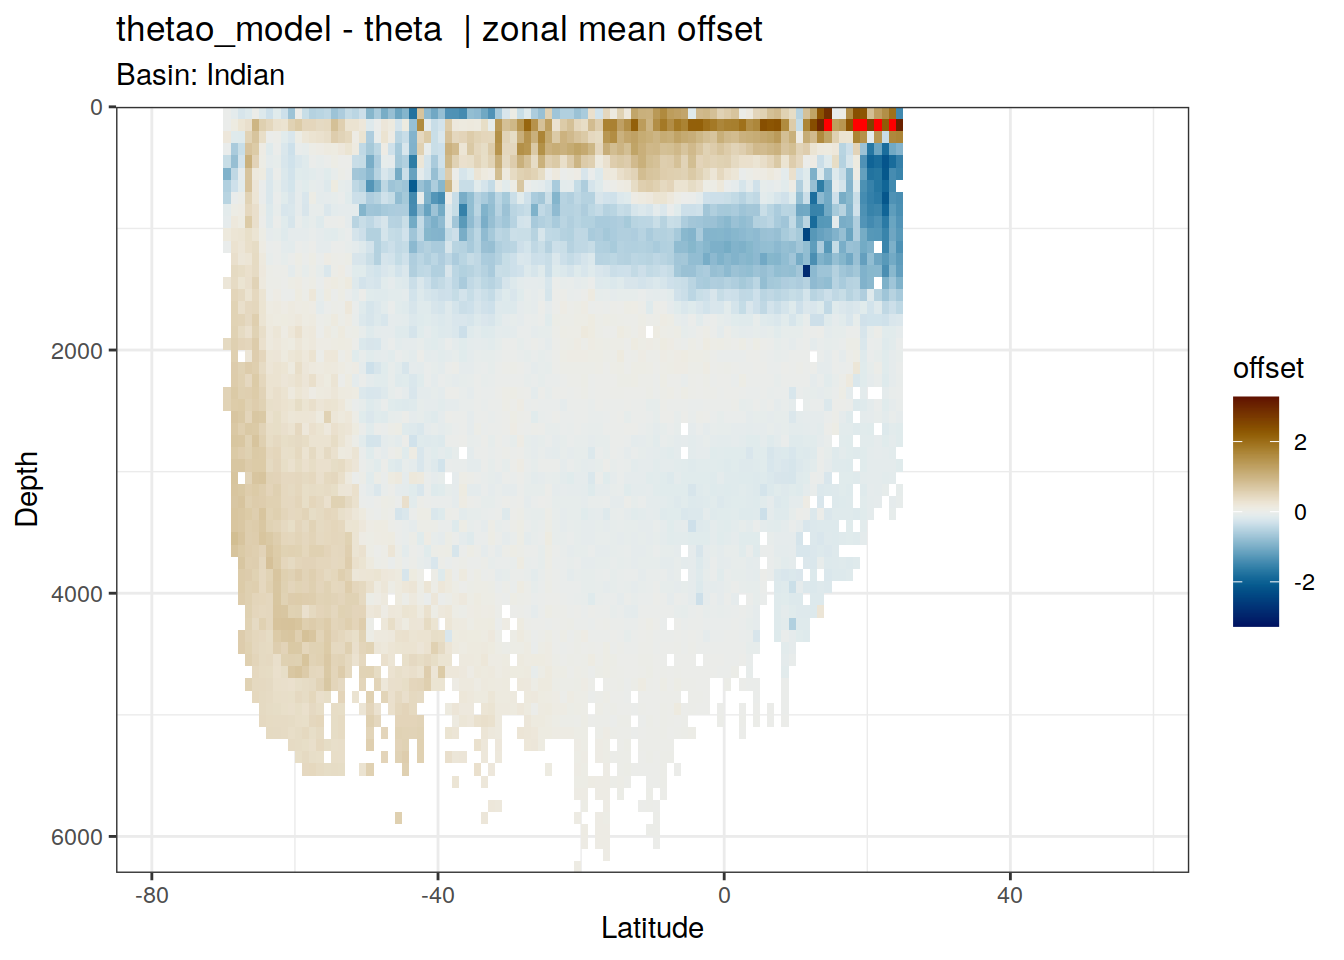 thetao_model - theta  | zonal mean offset
Basin: Indian
0
2000
4000
6000
Depth
-80
-40
0
40
Latitude
offset
2
0
-2